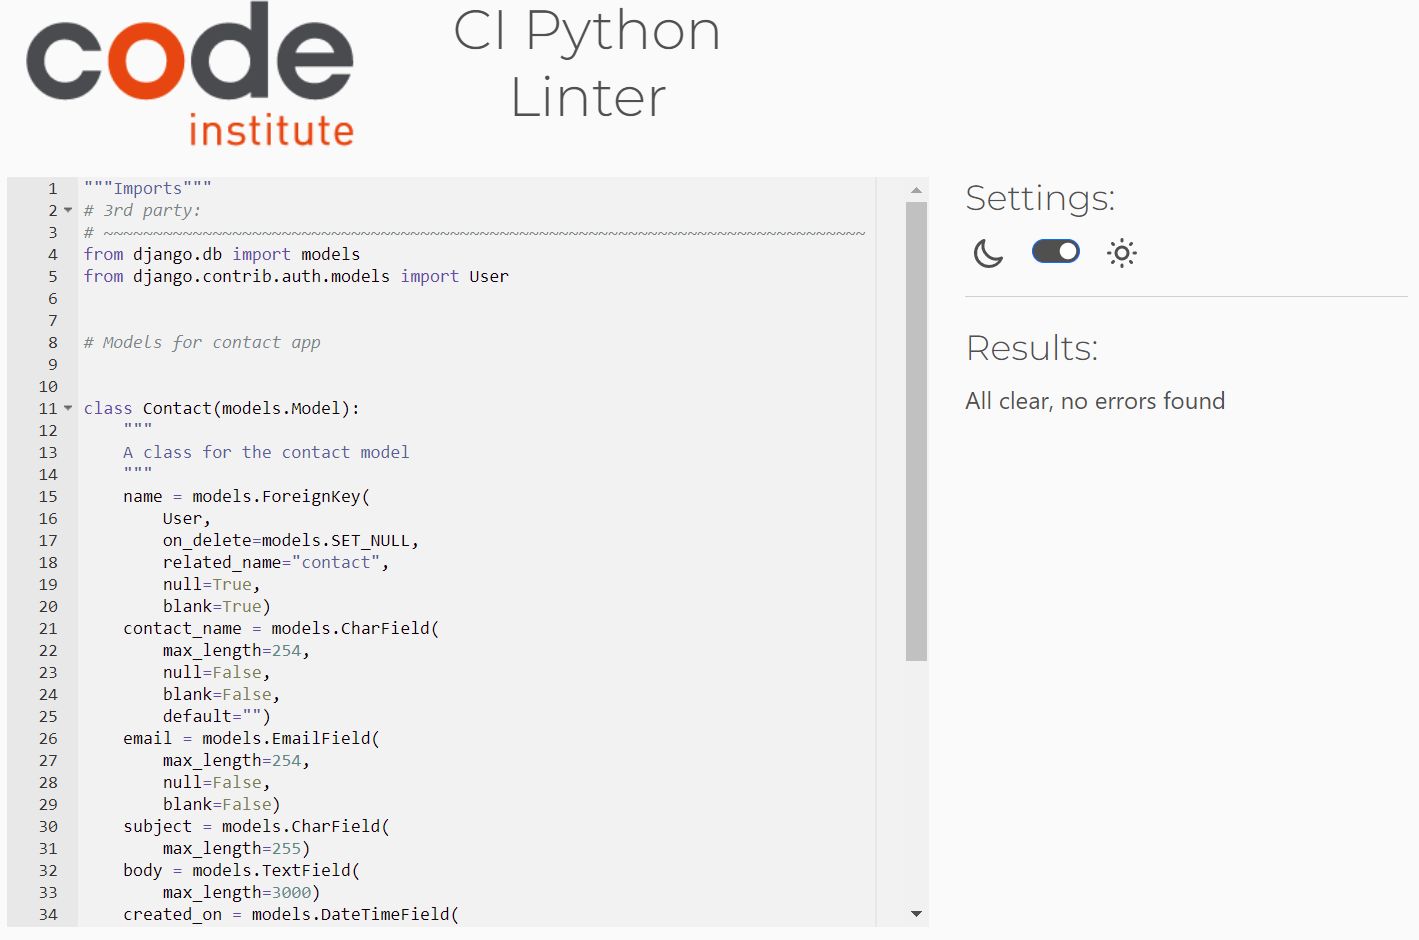 code
institute
CI Python
Linter
1 """Imports"""
2 # 3rd party:
3 # ~~~~~~~~~~~~~~~~~~~~~~~~~~~~~~~~~~~~~~~~~~~~~~~~~~~~~~~~~~~~~~~~~~~~~~~~~~~~~
4 from django.db import models
5 from django.contrib.auth.models import User
6
7
8 # Models for contact app
9
10
11 class Contact(models.Model):
12     """
13     A class for the contact model
14     """
15     name = models.ForeignKey(
16         User,
17         on_delete=models.SET_NULL,
18         related_name="contact",
19         null=True,
20         blank=True)
21     contact_name = models.CharField(
22         max_length=254,
23         null=False,
24         blank=False,
25         default="")
26     email = models.EmailField(
27         max_length=254,
28         null=False,
29         blank=False)
30     subject = models.CharField(
31         max_length=255)
32     body = models.TextField(
33         max_length=3000)
34     created_on = models.DateTimeField(
Settings:
Results:
All clear, no errors found